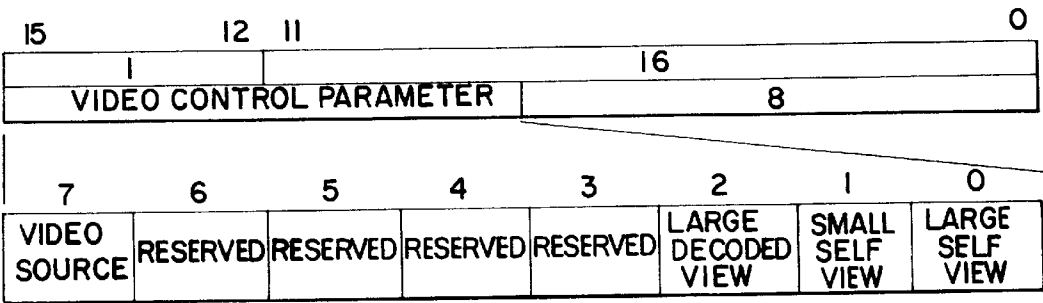 15 12 11 0
1 16
VIDEO CONTROL PARAMETER 8
7 6 5 4 3 2 1 0
VIDEO SOURCE RESERVED RESERVED RESERVED RESERVED LARGE DECODED VIEW SMALL SELF VIEW LARGE SELF VIEW